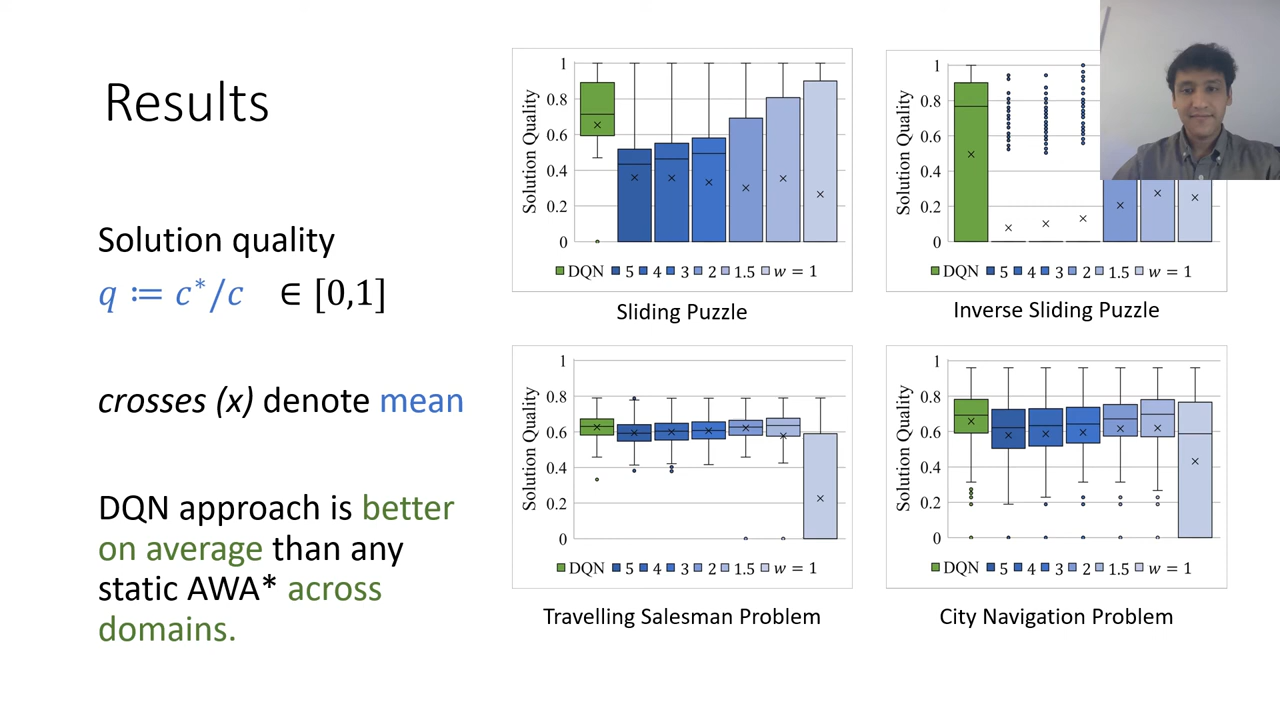 Results
Solution quality
q ≔ c*/c ∈ [0,1]
crosses (x) denote mean
DQN approach is better
on average than any
static AWA* across
domains.
1
0.8
0.6
0.4
0.2
0
Solution Quality
DQN 5 4 3 2 1.5 w = 1
Sliding Puzzle
1
0.8
0.6
0.4
0.2
0
Solution Quality
DQN 5 4 3 2 1.5 w = 1
Inverse Sliding Puzzle
1
0.8
0.6
0.4
0.2
0
Solution Quality
DQN 5 4 3 2 1.5 w = 1
Travelling Salesman Problem
1
0.8
0.6
0.4
0.2
0
Solution Quality
DQN 5 4 3 2 1.5 w = 1
City Navigation Problem